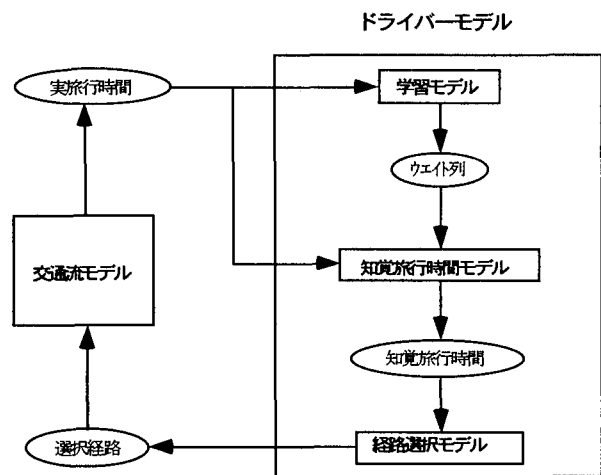 ドライバーモデル
実旅行時間
学習モデル
ウエイト列
交通流モデル
知覚旅行時間モデル
知覚旅行時間
選択経路
経路選択モデル